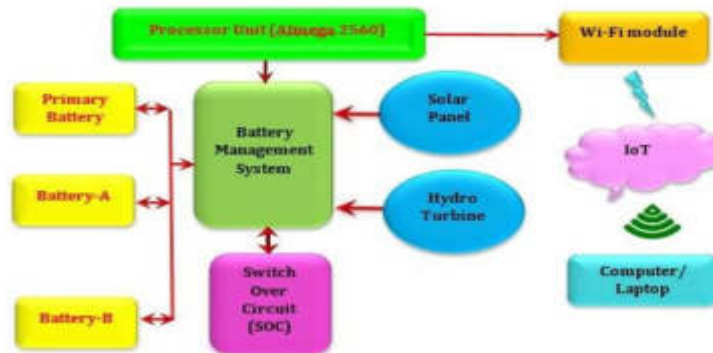 Processor Unit (Atmega 2560)
Wi-Fi module
Primary
Battery
Battery
Management
System
Solar
Panel
IoT
Battery-A
Hydro
Turbine
Switch
Over
Circuit
(SOC)
Computer/
Laptop
Battery-B